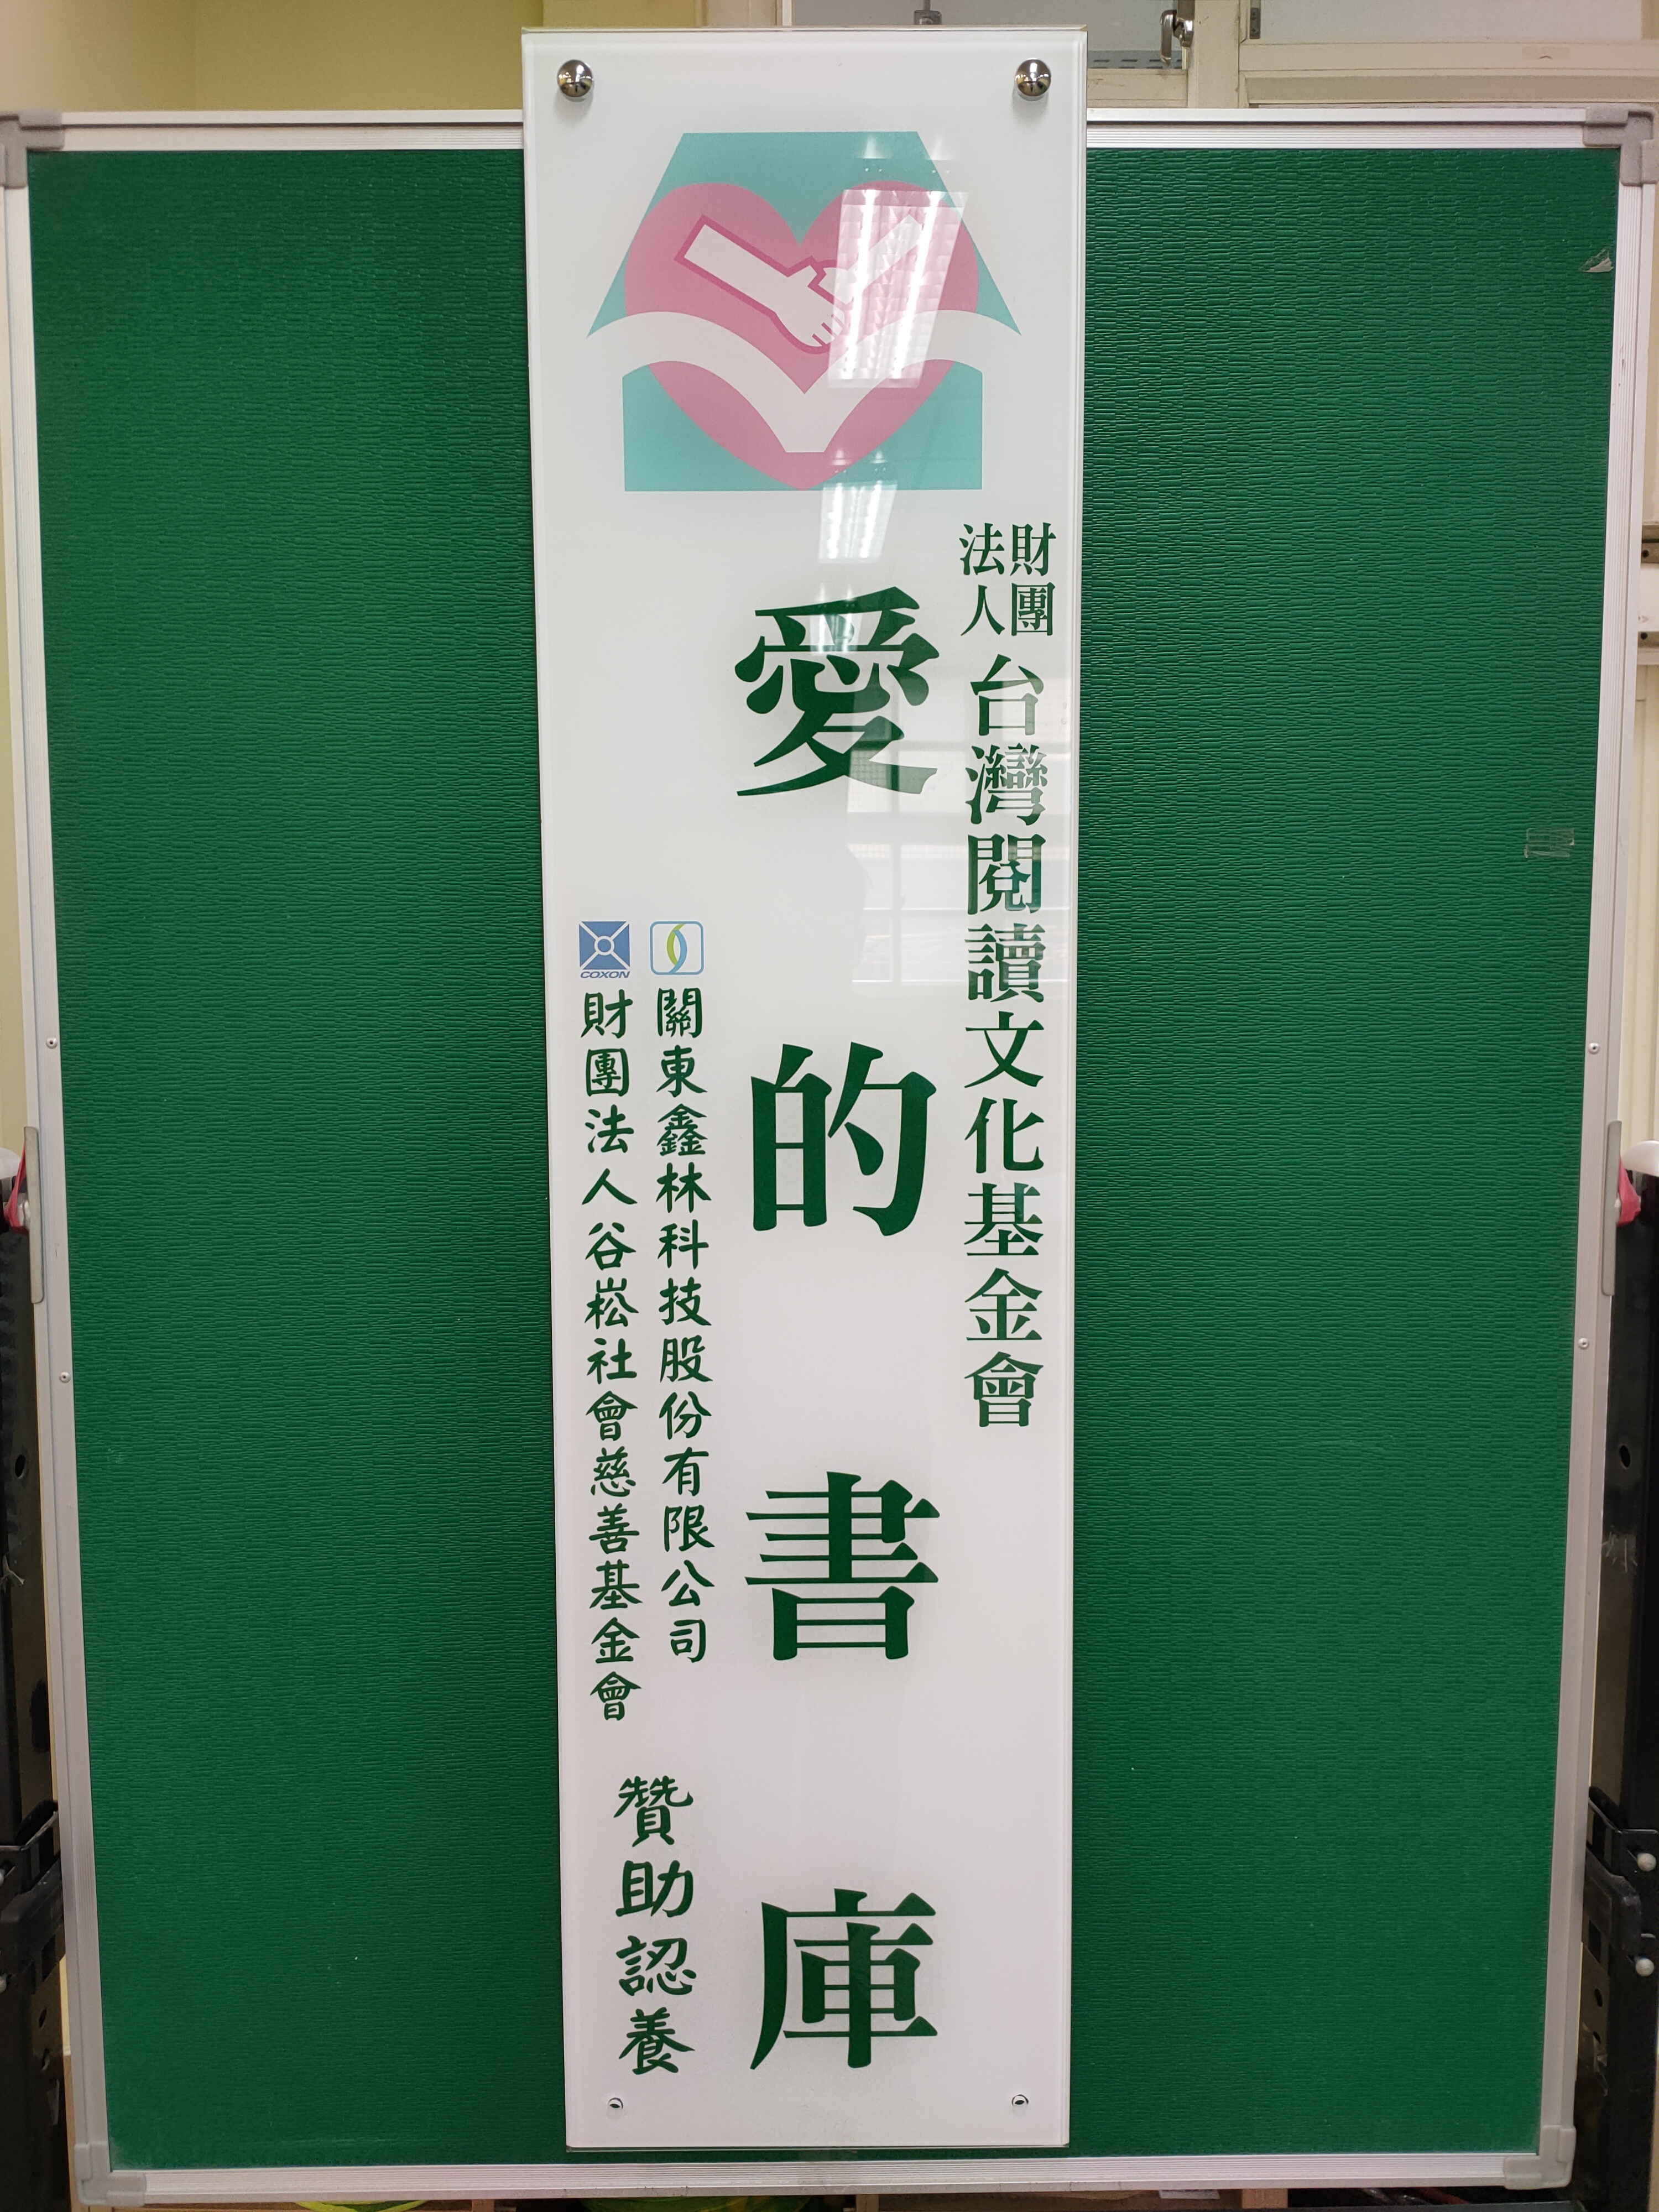 財團法人台灣閱讀文化基金會
愛的書庫
關東鑫林科技股份有限公司
COXON
財團法人谷崧社會慈善基金會
贊助認養